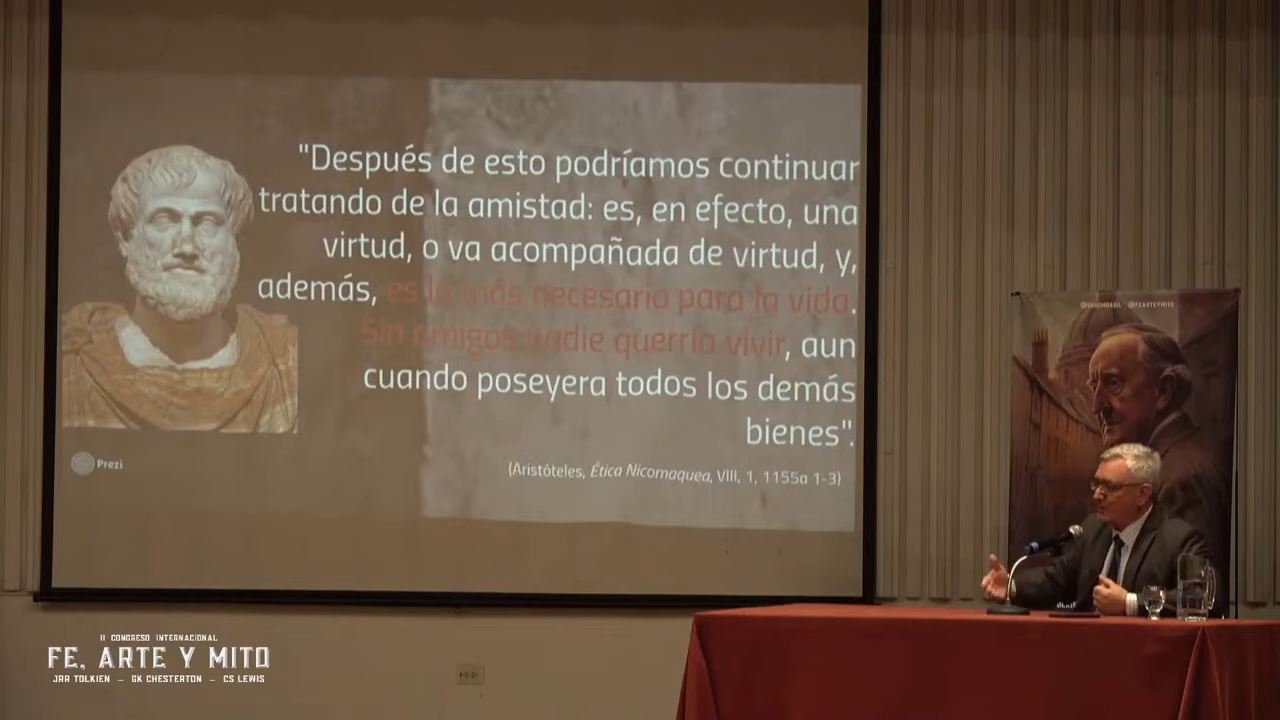 "Después de esto podríamos continuar
tratando de la amistad: es, en efecto, una
virtud, o va acompañada de virtud, y,
además, es lo más necesario para la vida.
Sin amigos nadie querría vivir, aun
cuando poseyera todos los demás
bienes".
(Aristóteles, Ética Nicomaquea, VIII, 1, 1155a 1-3)
Prezi
@FEARTEYMITO
II CONGRESO INTERNACIONAL
FE, ARTE Y MITO
JRR TOLKIEN – GK CHESTERTON – CS LEWIS